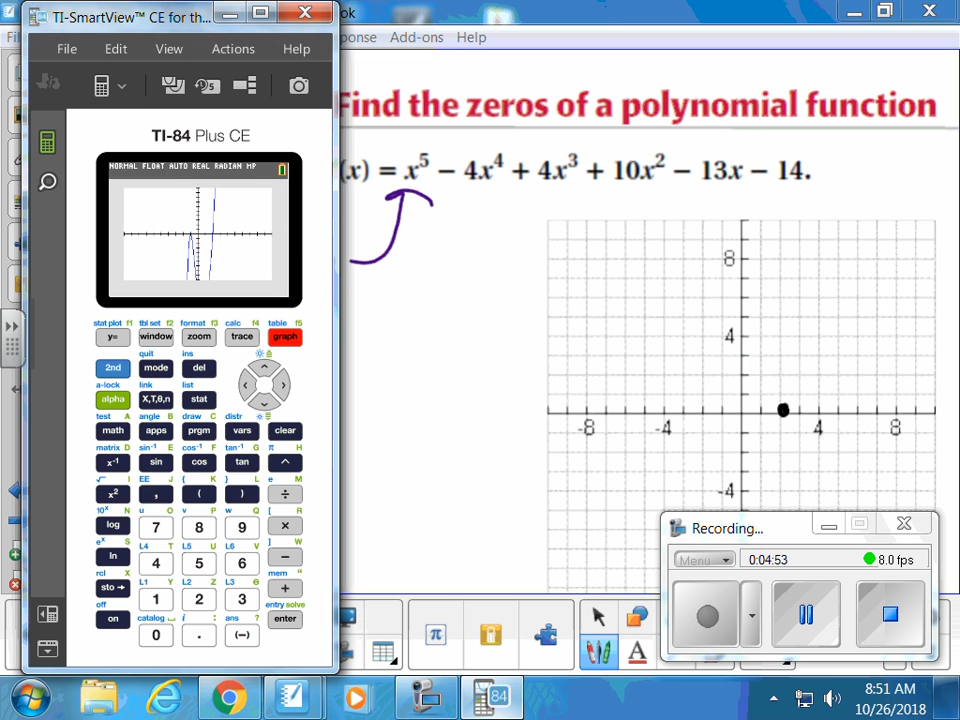 TI-SmartView™ CE for th...
ok
File Edit View Actions Help
ponse Add-ons Help
Find the zeros of a polynomial function
(x) = x⁵ − 4x⁴ + 4x³ + 10x² − 13x − 14.
TI-84 Plus CE
NORMAL FLOAT AUTO REAL RADIAN MP
stat plot f1 tbl set f2 format f3 calc f4 table f5
y= window zoom trace graph
quit ins
2nd mode del
a-lock link list
alpha X,T,θ,n stat
test A angle B draw C distr
math apps prgm vars clear
matrix D sin⁻¹ E cos⁻¹ F tan⁻¹ G π H
x⁻¹ sin cos tan ^
√ I EE J { K } L e M
x² , ( ) ÷
10ˣ N u O v P w Q [ R
log 7 8 9 ×
eˣ S L4 T L5 U L6 V ] W
ln 4 5 6 −
rcl X L1 Y L2 Z L3 θ mem "
sto→ 1 2 3 +
off catalog i : ans ? entry solve
on 0 . (−) enter
8
4
-8 -4 4 8
-4
Recording...
Menu 0:04:53 8.0 fps
π
A
84
8:51 AM
10/26/2018